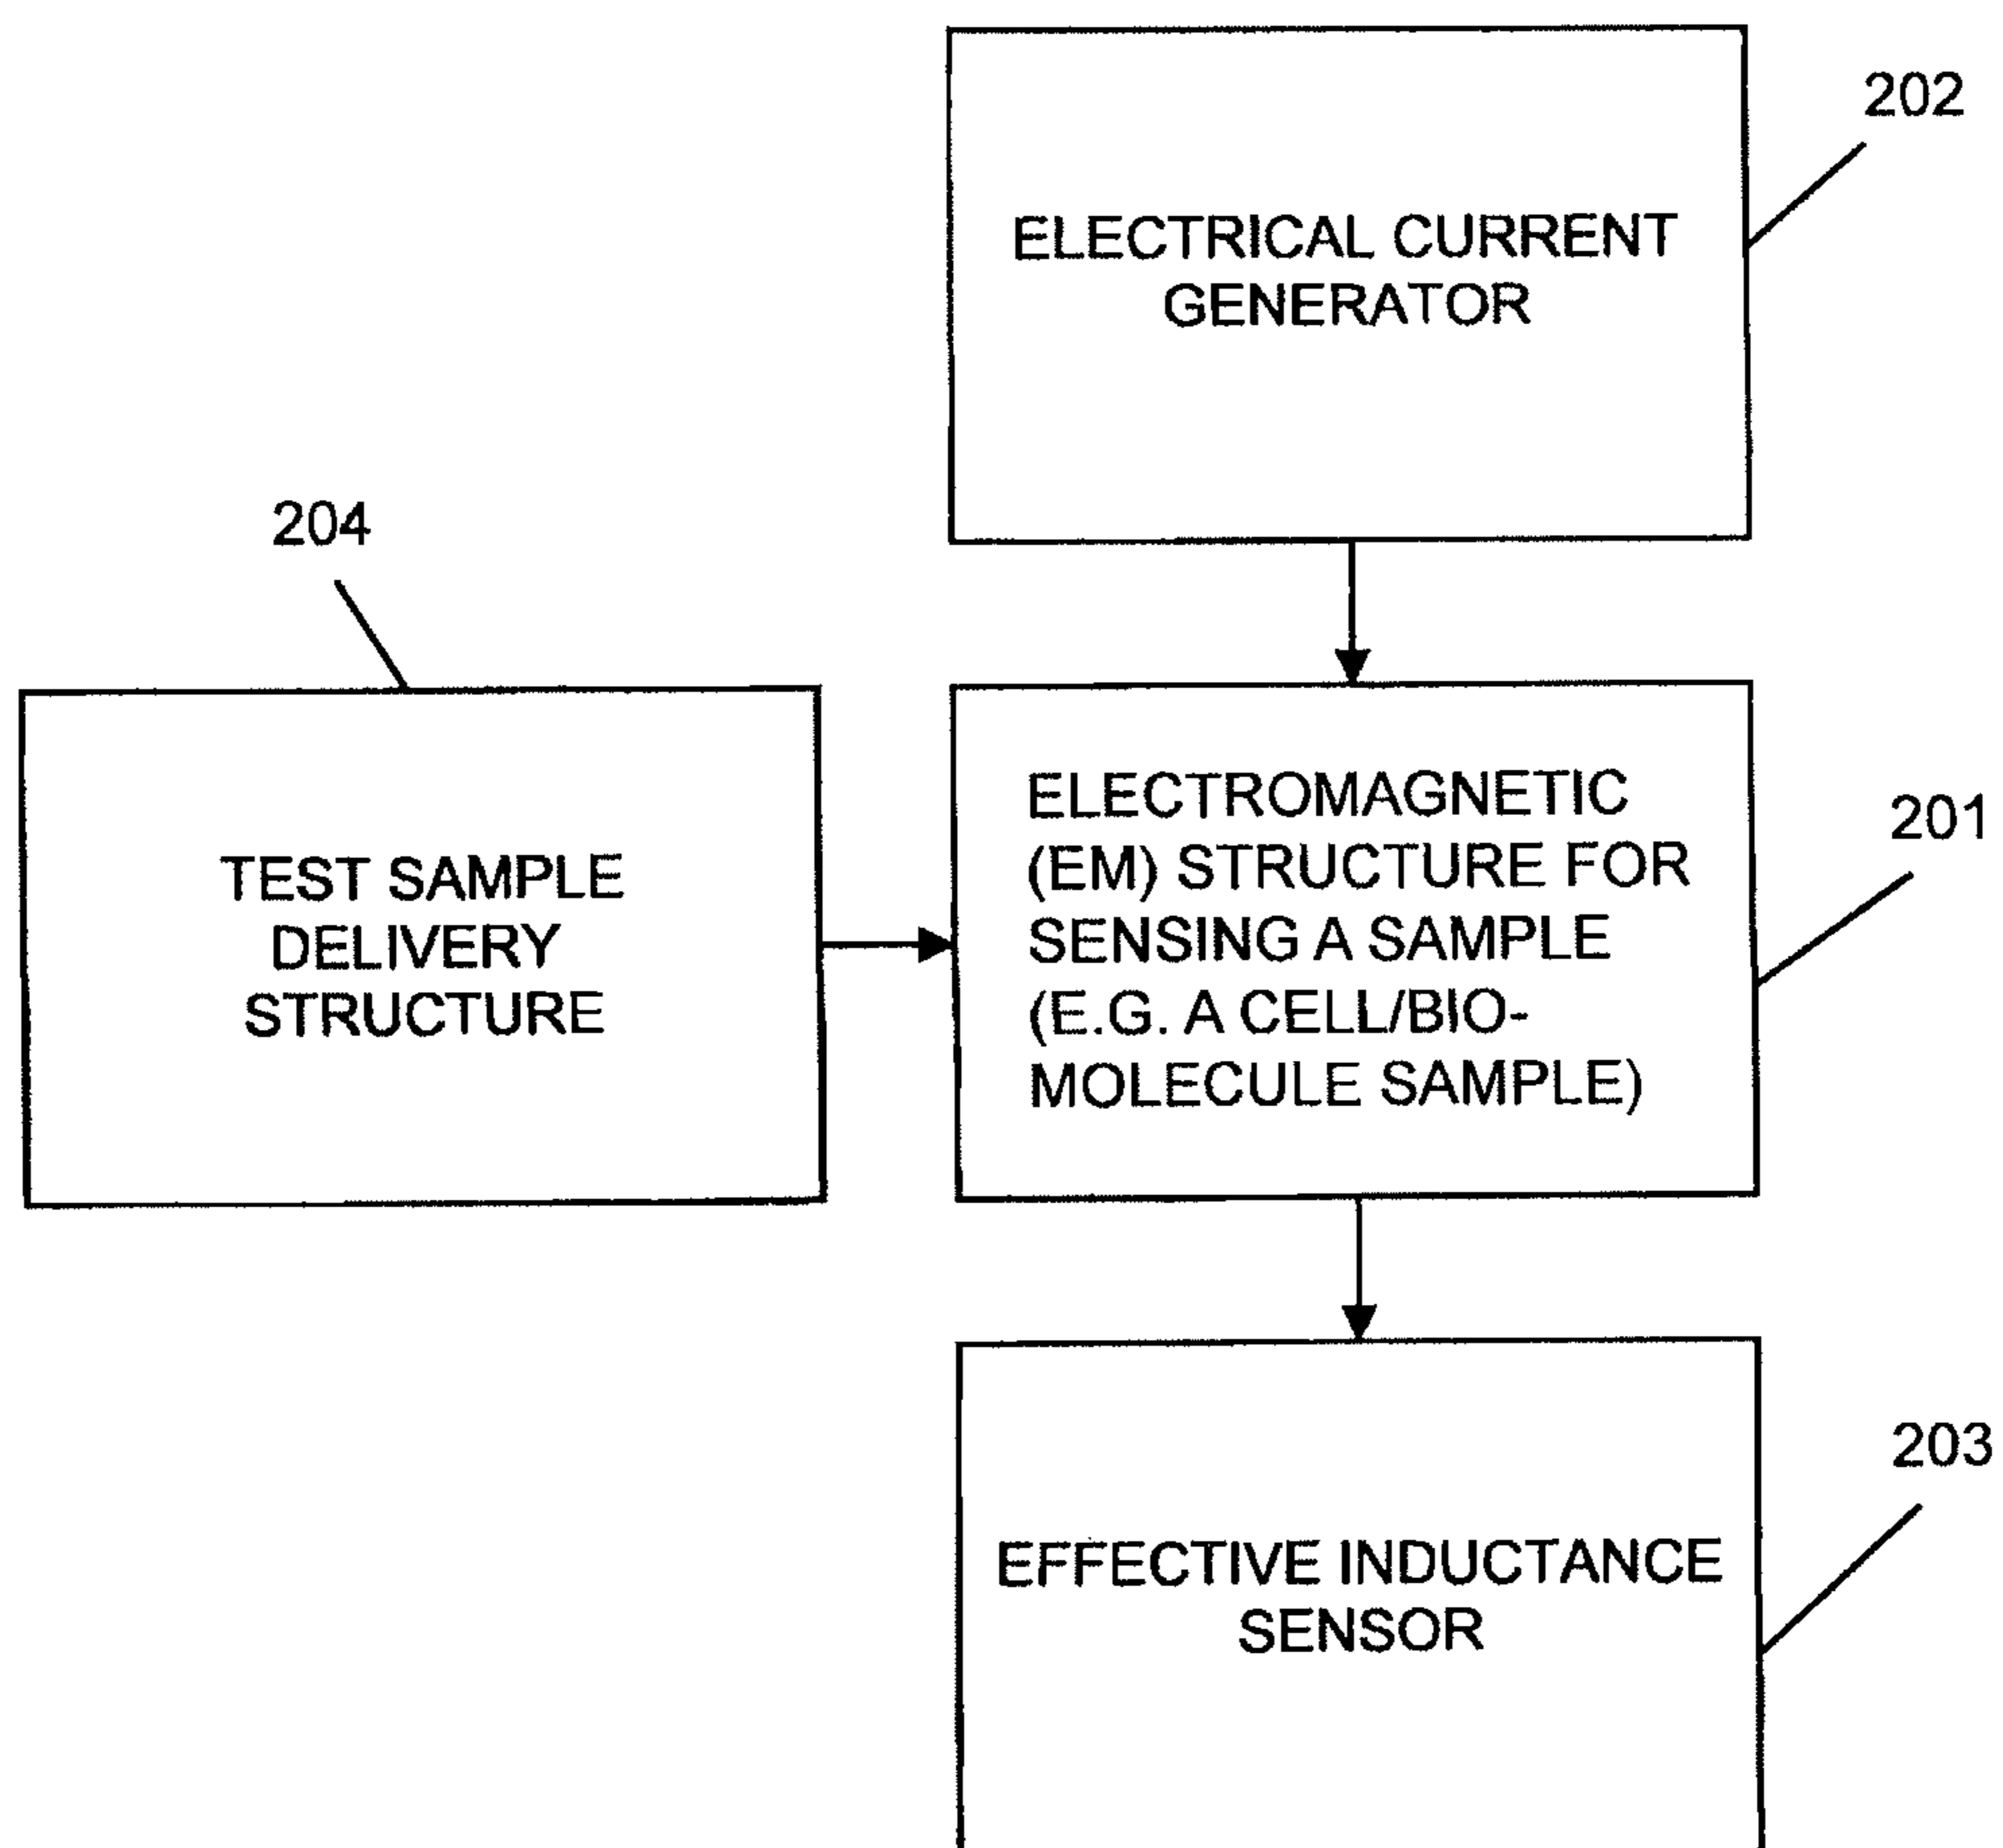 202
ELECTRICAL CURRENT
GENERATOR
204
TEST SAMPLE
DELIVERY
STRUCTURE
ELECTROMAGNETIC
(EM) STRUCTURE FOR
SENSING A SAMPLE
(E.G. A CELL/BIO-
MOLECULE SAMPLE)
201
EFFECTIVE INDUCTANCE
SENSOR
203